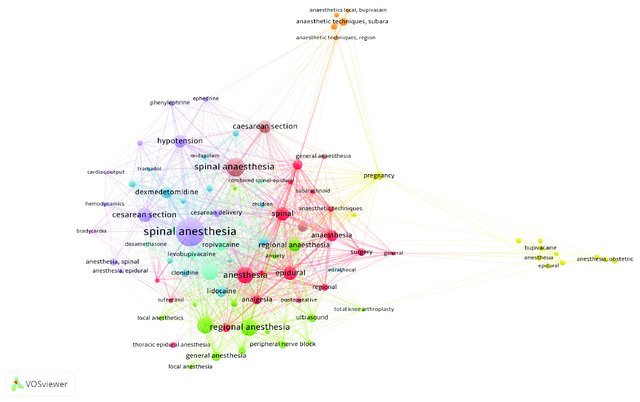 anaesthetics local, bupivacain
anaesthetic techniques, subara
anaesthetic techniques, region
ephedrine
phenylephrine
caesarean section
hypotension
midazolam
general anaesthesia
spinal anaesthesia
cardiac output
tramadol
pregnancy
combined spinal-epidural
dexmedetomidine
subarachnoid
hemodynamics
children
anaesthetic techniques
cesarean section
cesarean delivery
spinal
bradycardia
spinal anesthesia
anaesthesia
dexamethasone
ropivacaine
regional anaesthesia
bupivacaine
levobupivacaine
anxiety
surgery
general
anesthesia
anesthesia, obstetric
anesthesia, spinal
epidural
anesthesia, epidural
clonidine
anesthesia
epidural
intrathecal
lidocaine
regional
sufentanil
analgesia
postoperative
total knee arthroplasty
local anesthetics
ultrasound
regional anesthesia
thoracic epidural anesthesia
peripheral nerve block
general anesthesia
local anesthesia
VOSviewer